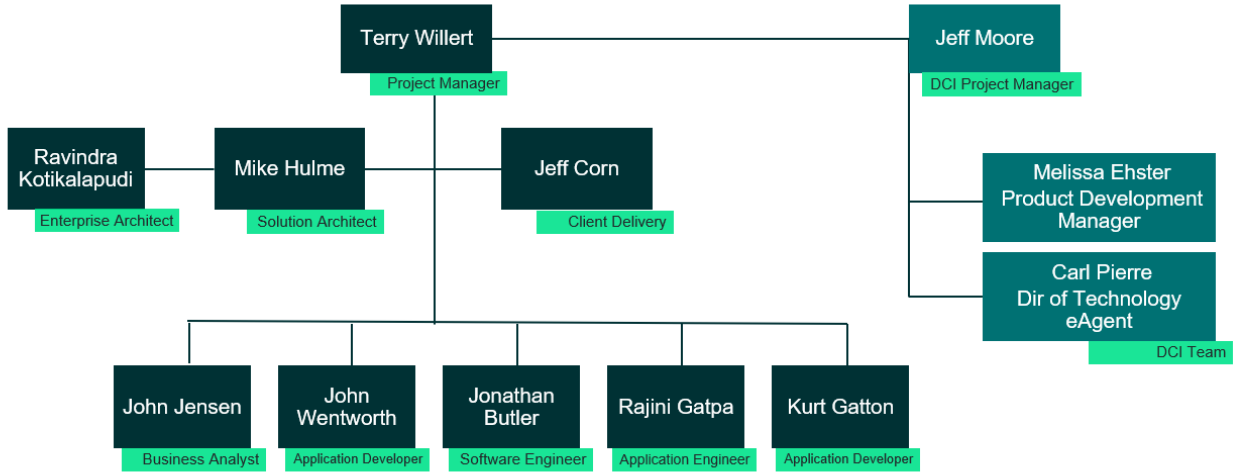 Terry Willert
Project Manager
Jeff Moore
DCI Project Manager
Ravindra
Kotikalapudi
Enterprise Architect
Mike Hulme
Solution Architect
Jeff Corn
Client Delivery
Melissa Ehster
Product Development
Manager
Carl Pierre
Dir of Technology
eAgent
DCI Team
John Jensen
Business Analyst
John
Wentworth
Application Developer
Jonathan
Butler
Software Engineer
Rajini Gatpa
Application Engineer
Kurt Gatton
Application Developer